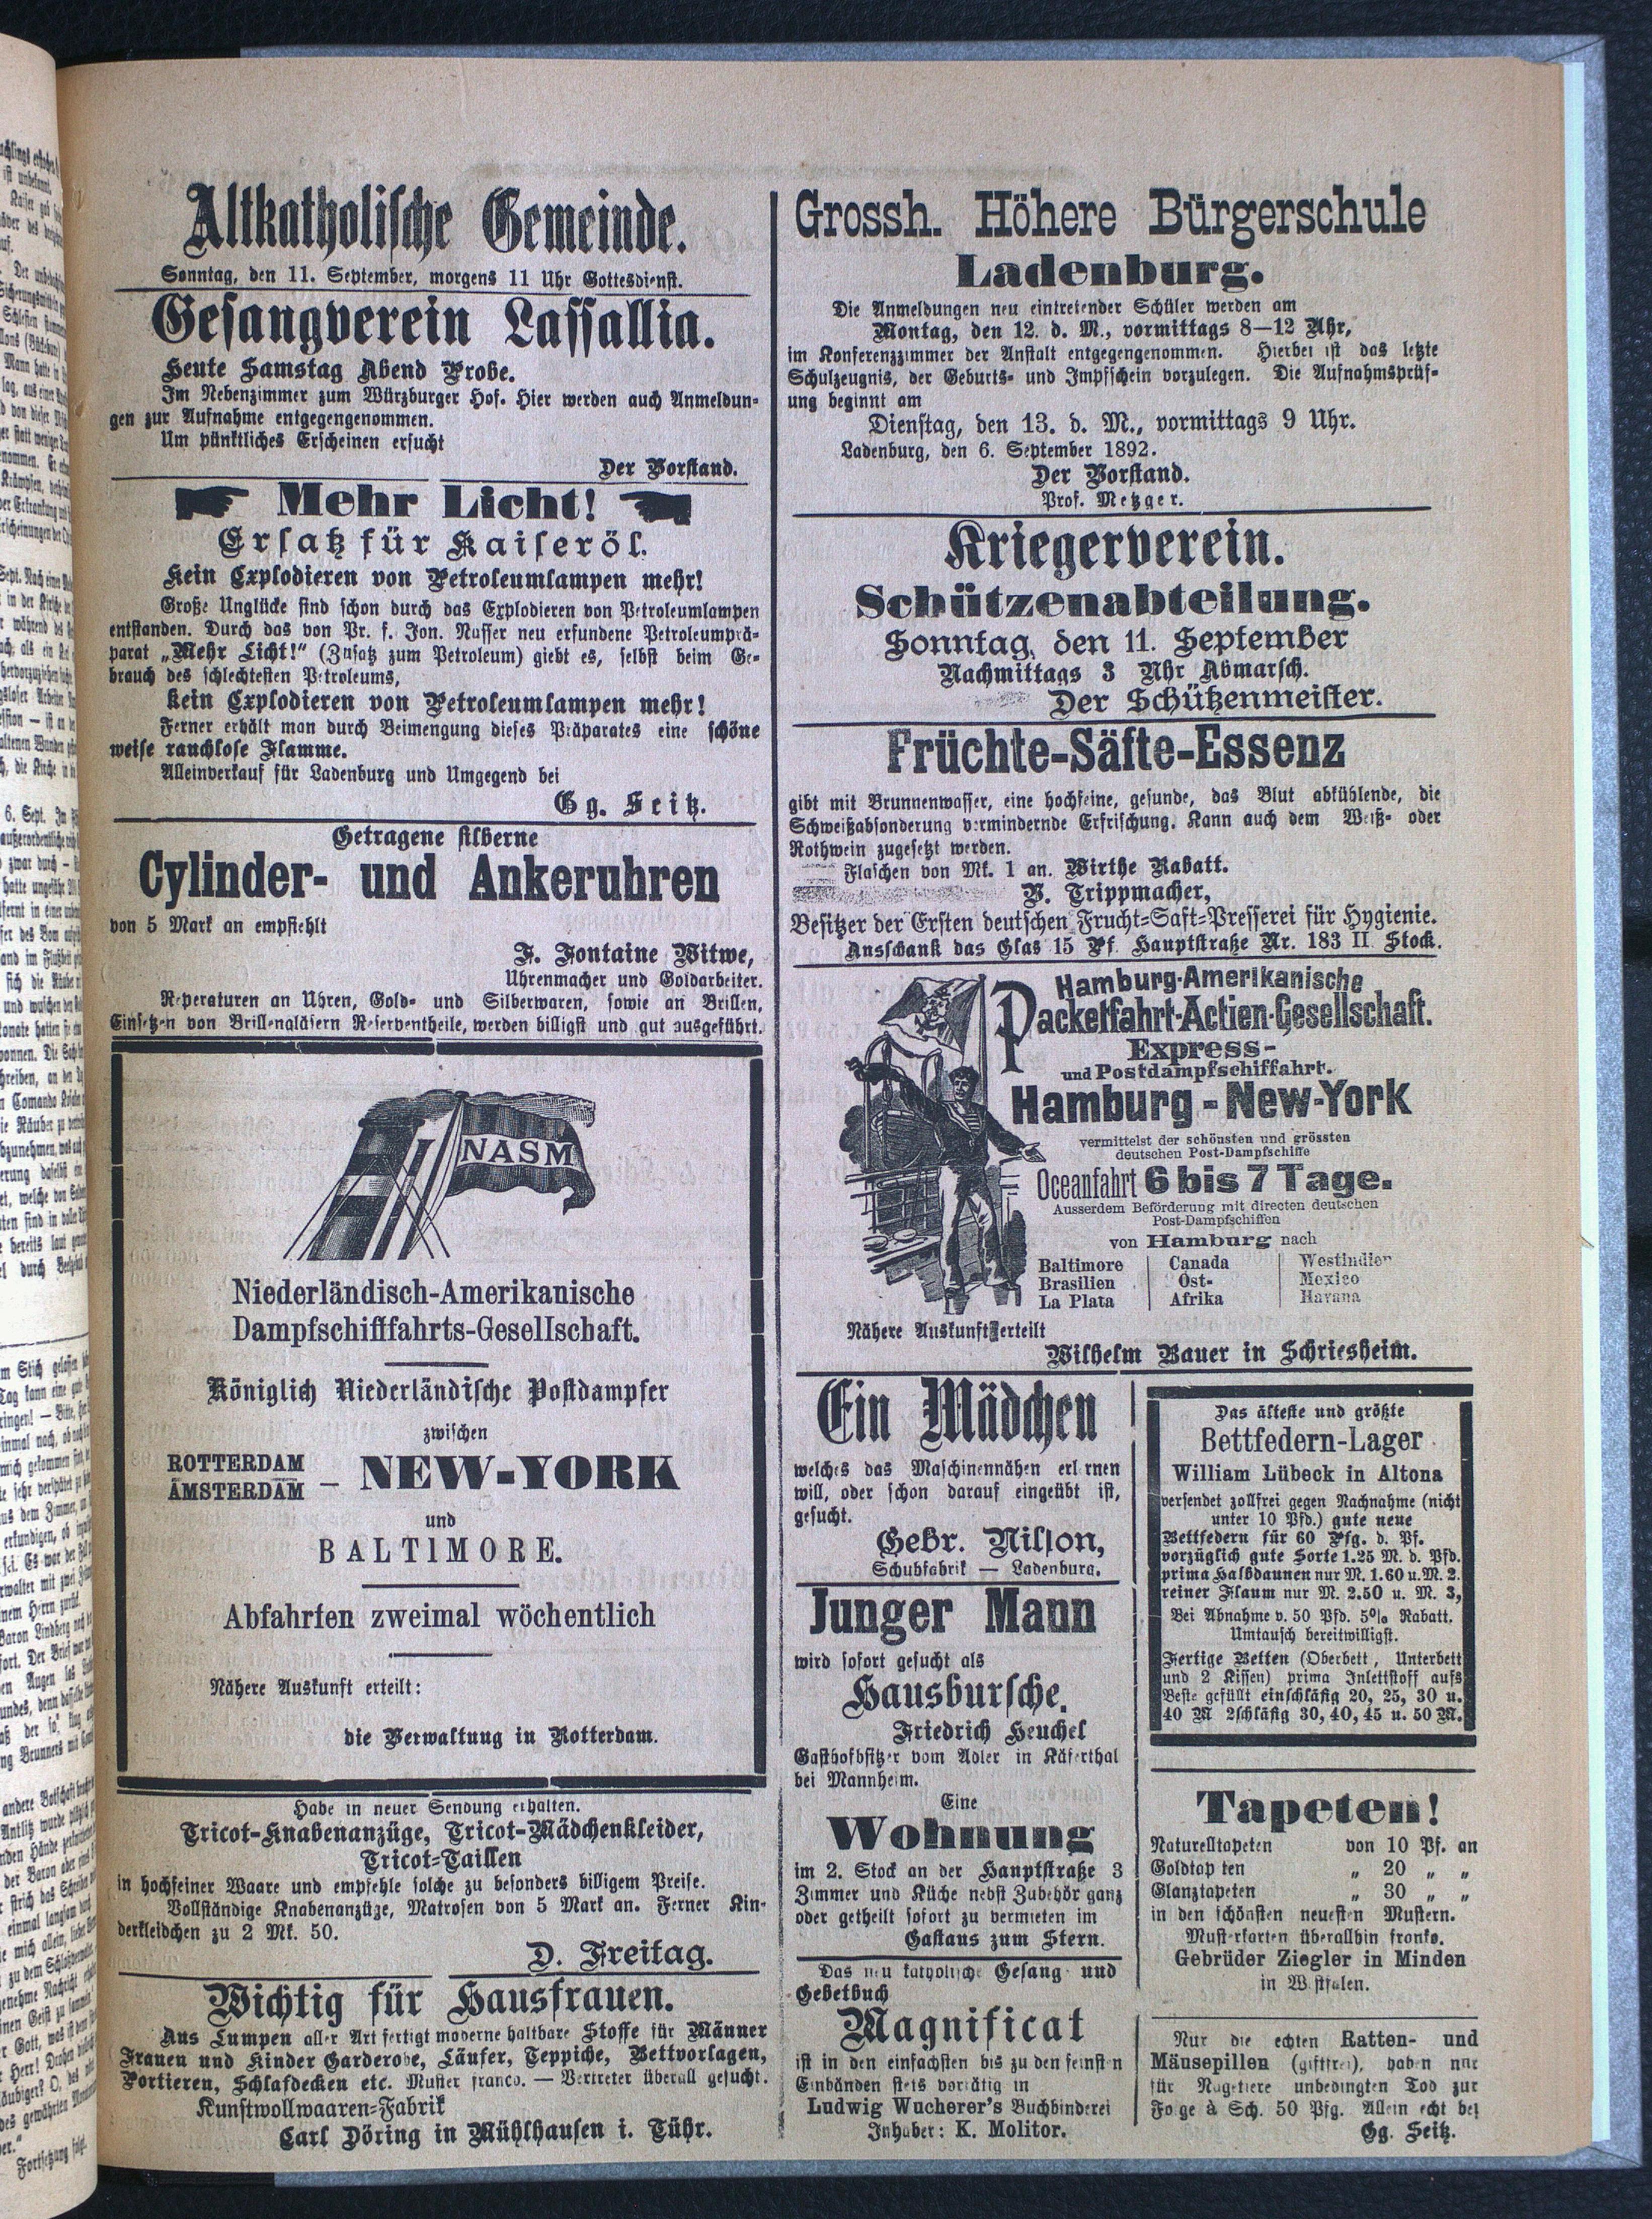 Altkatholische Gemeinde.
Sonntag, den 11. September, morgens 11 Uhr Gottesdienst.
Gesangverein Lassallia.
Heute Samstag Abend Probe.
Im Nebenzimmer zum Würzburger Hof. Hier werden auch Anmeldun-
gen zur Aufnahme entgegengenommen.
Um pünktliches Erscheinen ersucht
Der Vorstand.
Mehr Licht!
Ersatz für Kaiseröl.
Kein Explodieren von Petroleumlampen mehr!
Große Unglücke sind schon durch das Explodieren von Petroleumlampen
entstanden. Durch das von Pr. f. Jon. Nusser neu erfundene Petroleumprä-
parat „Mehr Licht!" (Zusatz zum Petroleum) giebt es, selbst beim Ge-
brauch des schlechtesten Petroleums,
kein Explodieren von Petroleumlampen mehr!
Ferner erhält man durch Beimengung dieses Präparates eine schöne
weise rauchlose Flamme.
Alleinverkauf für Ladenburg und Umgegend bei
Gg. Seitz.
Getragene silberne
Cylinder- und Ankeruhren
von 5 Mark an empfiehlt
F. Fontaine Witwe,
Uhrenmacher und Goldarbeiter.
Reperaturen an Uhren, Gold- und Silberwaren, sowie an Brillen,
Einsetzen von Brillengläsern Reserventheile, werden billigst und gut ausgeführt.
NASM
Niederländisch-Amerikanische
Dampfschifffahrts-Gesellschaft.
Königlich Niederländische Postdampfer
zwischen
ROTTERDAM
AMSTERDAM – NEW-YORK
und
BALTIMORE.
Abfahrten zweimal wöchentlich
Nähere Auskunft erteilt:
die Verwaltung in Rotterdam.
Habe in neuer Sendung erhalten.
Tricot-Knabenanzüge, Tricot-Mädchenkleider,
Tricot-Taillen
in hochfeiner Waare und empfehle solche zu besonders billigem Preise.
Vollständige Knabenanzüge, Matrosen von 5 Mark an. Ferner Kin-
derkleidchen zu 2 Mk. 50.
D. Freitag.
Wichtig für Hausfrauen.
Aus Lumpen aller Art fertigt moderne haltbare Stoffe für Männer
Frauen und Kinder Garderobe, Läufer, Teppiche, Bettvorlagen,
Portieren, Schlafdecken etc. Muster franco. — Vertreter überall gesucht.
Kunstwollwaaren-Fabrik
Carl Döring in Mühlhausen i. Tühr.
Grossh. Höhere Bürgerschule
Ladenburg.
Die Anmeldungen neu eintretender Schüler werden am
Montag, den 12. d. M., vormittags 8—12 Uhr,
im Konferenzzimmer der Anstalt entgegengenommen. Hierbei ist das letzte
Schulzeugnis, der Geburts- und Impfschein vorzulegen. Die Aufnahmsprüf-
ung beginnt am
Dienstag, den 13. d. M., vormittags 9 Uhr.
Ladenburg, den 6. September 1892.
Der Vorstand.
Prof. Metzger.
Kriegerverein.
Schützenabteilung.
Sonntag, den 11. September
Nachmittags 3 Uhr Abmarsch.
Der Schützenmeister.
Früchte-Säfte-Essenz
gibt mit Brunnenwasser, eine hochfeine, gesunde, das Blut abkühlende, die
Schweißabsonderung vermindernde Erfrischung. Kann auch dem Weiß- oder
Rothwein zugesetzt werden.
Flaschen von Mk. 1 an. Wirthe Rabatt.
V. Trippmacher,
Besitzer der Ersten deutschen Frucht-Saft-Presserei für Hygienie.
Ausschank das Glas 15 Pf. Hauptstraße Nr. 183 II. Stock.
Hamburg-Amerikanische
Packetfahrt-Actien-Gesellschaft.
Express-
und Postdampfschiffahrt.
Hamburg - New-York
vermittelst der schönsten und grössten
deutschen Post-Dampfschiffe
Oceanfahrt 6 bis 7 Tage.
Ausserdem Beförderung mit directen deutschen
Post-Dampfschiffen
von Hamburg nach
Baltimore Canada Westindien
Brasilien Ost- Mexico
La Plata Afrika Havana
Nähere Auskunft erteilt
Wilhelm Bauer in Schriesheim.
Ein Mädchen
welches das Maschinennähen erlernen
will, oder schon darauf eingeübt ist,
gesucht.
Gebr. Nilson,
Schuhfabrik — Ladenburg.
Junger Mann
wird sofort gesucht als
Hausbursche.
Friedrich Heuchel
Gasthofbsitzer vom Adler in Käferthal
bei Mannheim.
Eine
Wohnung
im 2. Stock an der Hauptstraße 3
Zimmer und Küche nebst Zubehör ganz
oder getheilt sofort zu vermieten im
Gasthaus zum Stern.
Das neu katholische Gesang- und
Gebetbuch
Magnificat
ist in den einfachsten bis zu den feinsten
Einbänden stets vorrätig in
Ludwig Wucherer's Buchbinderei
Inhaber: K. Molitor.
Das älteste und größte
Bettfedern-Lager
William Lübeck in Altona
versendet zollfrei gegen Nachnahme (nicht
unter 10 Pfd.) gute neue
Bettfedern für 60 Pfg. d. Pf.
vorzüglich gute Sorte 1.25 M. d. Pfd.
prima Halbdaunen nur M. 1.60 u. M. 2.
reiner Flaum nur M. 2.50 u. M. 3,
Bei Abnahme v. 50 Pfd. 5% Rabatt.
Umtausch bereitwilligst.
Fertige Betten (Oberbett, Unterbett
und 2 Kissen) prima Inlettstoff aufs
Beste gefüllt einschläfig 20, 25, 30 u.
40 M 2schläfig 30, 40, 45 u. 50 M.
Tapeten!
Naturelltapeten von 10 Pf. an
Goldtapeten „ 20 „ „
Glanztapeten „ 30 „ „
in den schönsten neuesten Mustern.
Musterkarten überallhin franko.
Gebrüder Ziegler in Minden
in Westfalen.
Nur die echten Ratten- und
Mäusepillen (giftfrei), haben nur
für Nagetiere unbedingten Tod zur
Folge à Sch. 50 Pfg. Allein echt bei
Gg. Seitz.